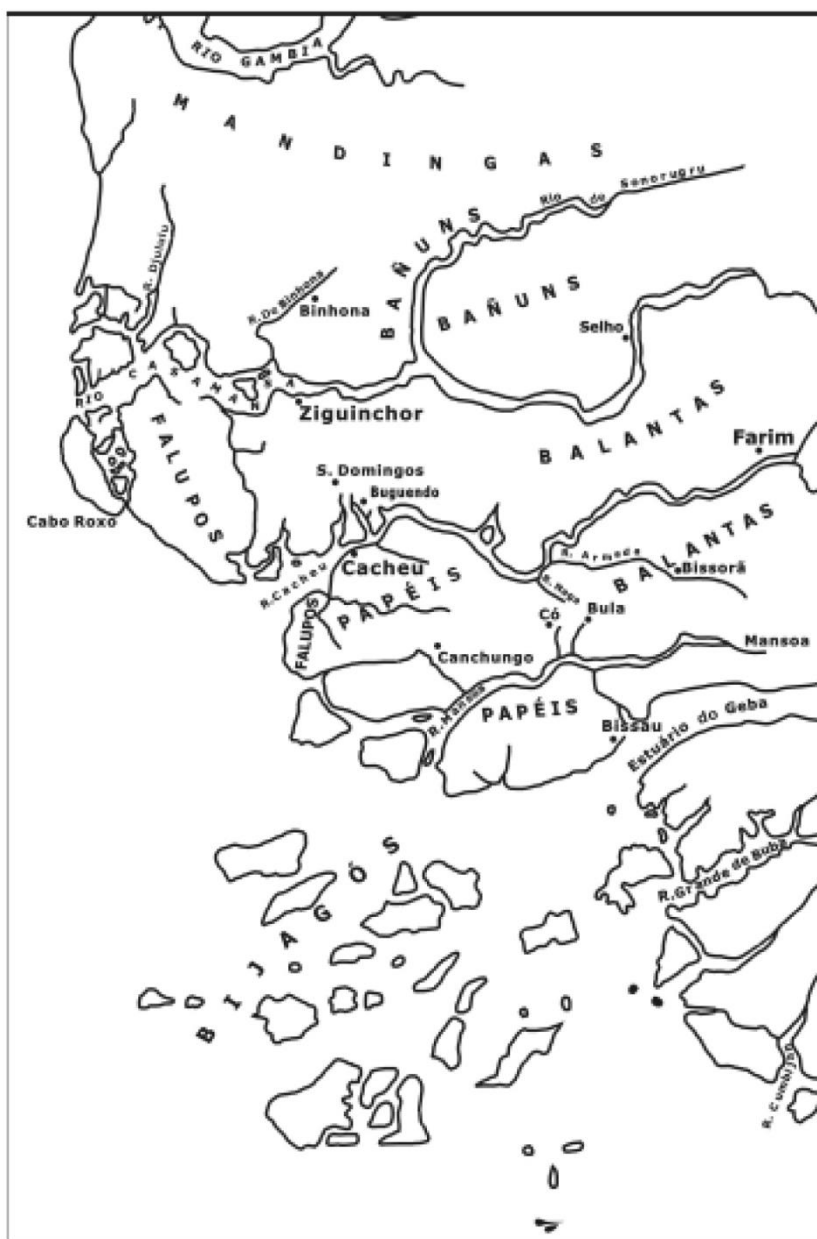 RIO GAMBIA
MANDINGAS
Rio de Sonorugru
BAÑUNS
BAÑUNS
R. Djulalu
R. De Binhona
Binhona
Selho
RIO CASAMANSA
Ziguinchor
FALUPOS
BALANTAS
Farim
S. Domingos
Buguendo
Cabo Roxo
Cacheu
R. Cacheu
R. Armada
BALANTAS
Bissorã
PAPÉIS
FALUPOS
Có
Bula
Mansoa
Canchungo
R. Mansoa
PAPÉIS
Bissau
Estuário do Geba
R. Grande de Buba
BIJAGÓS